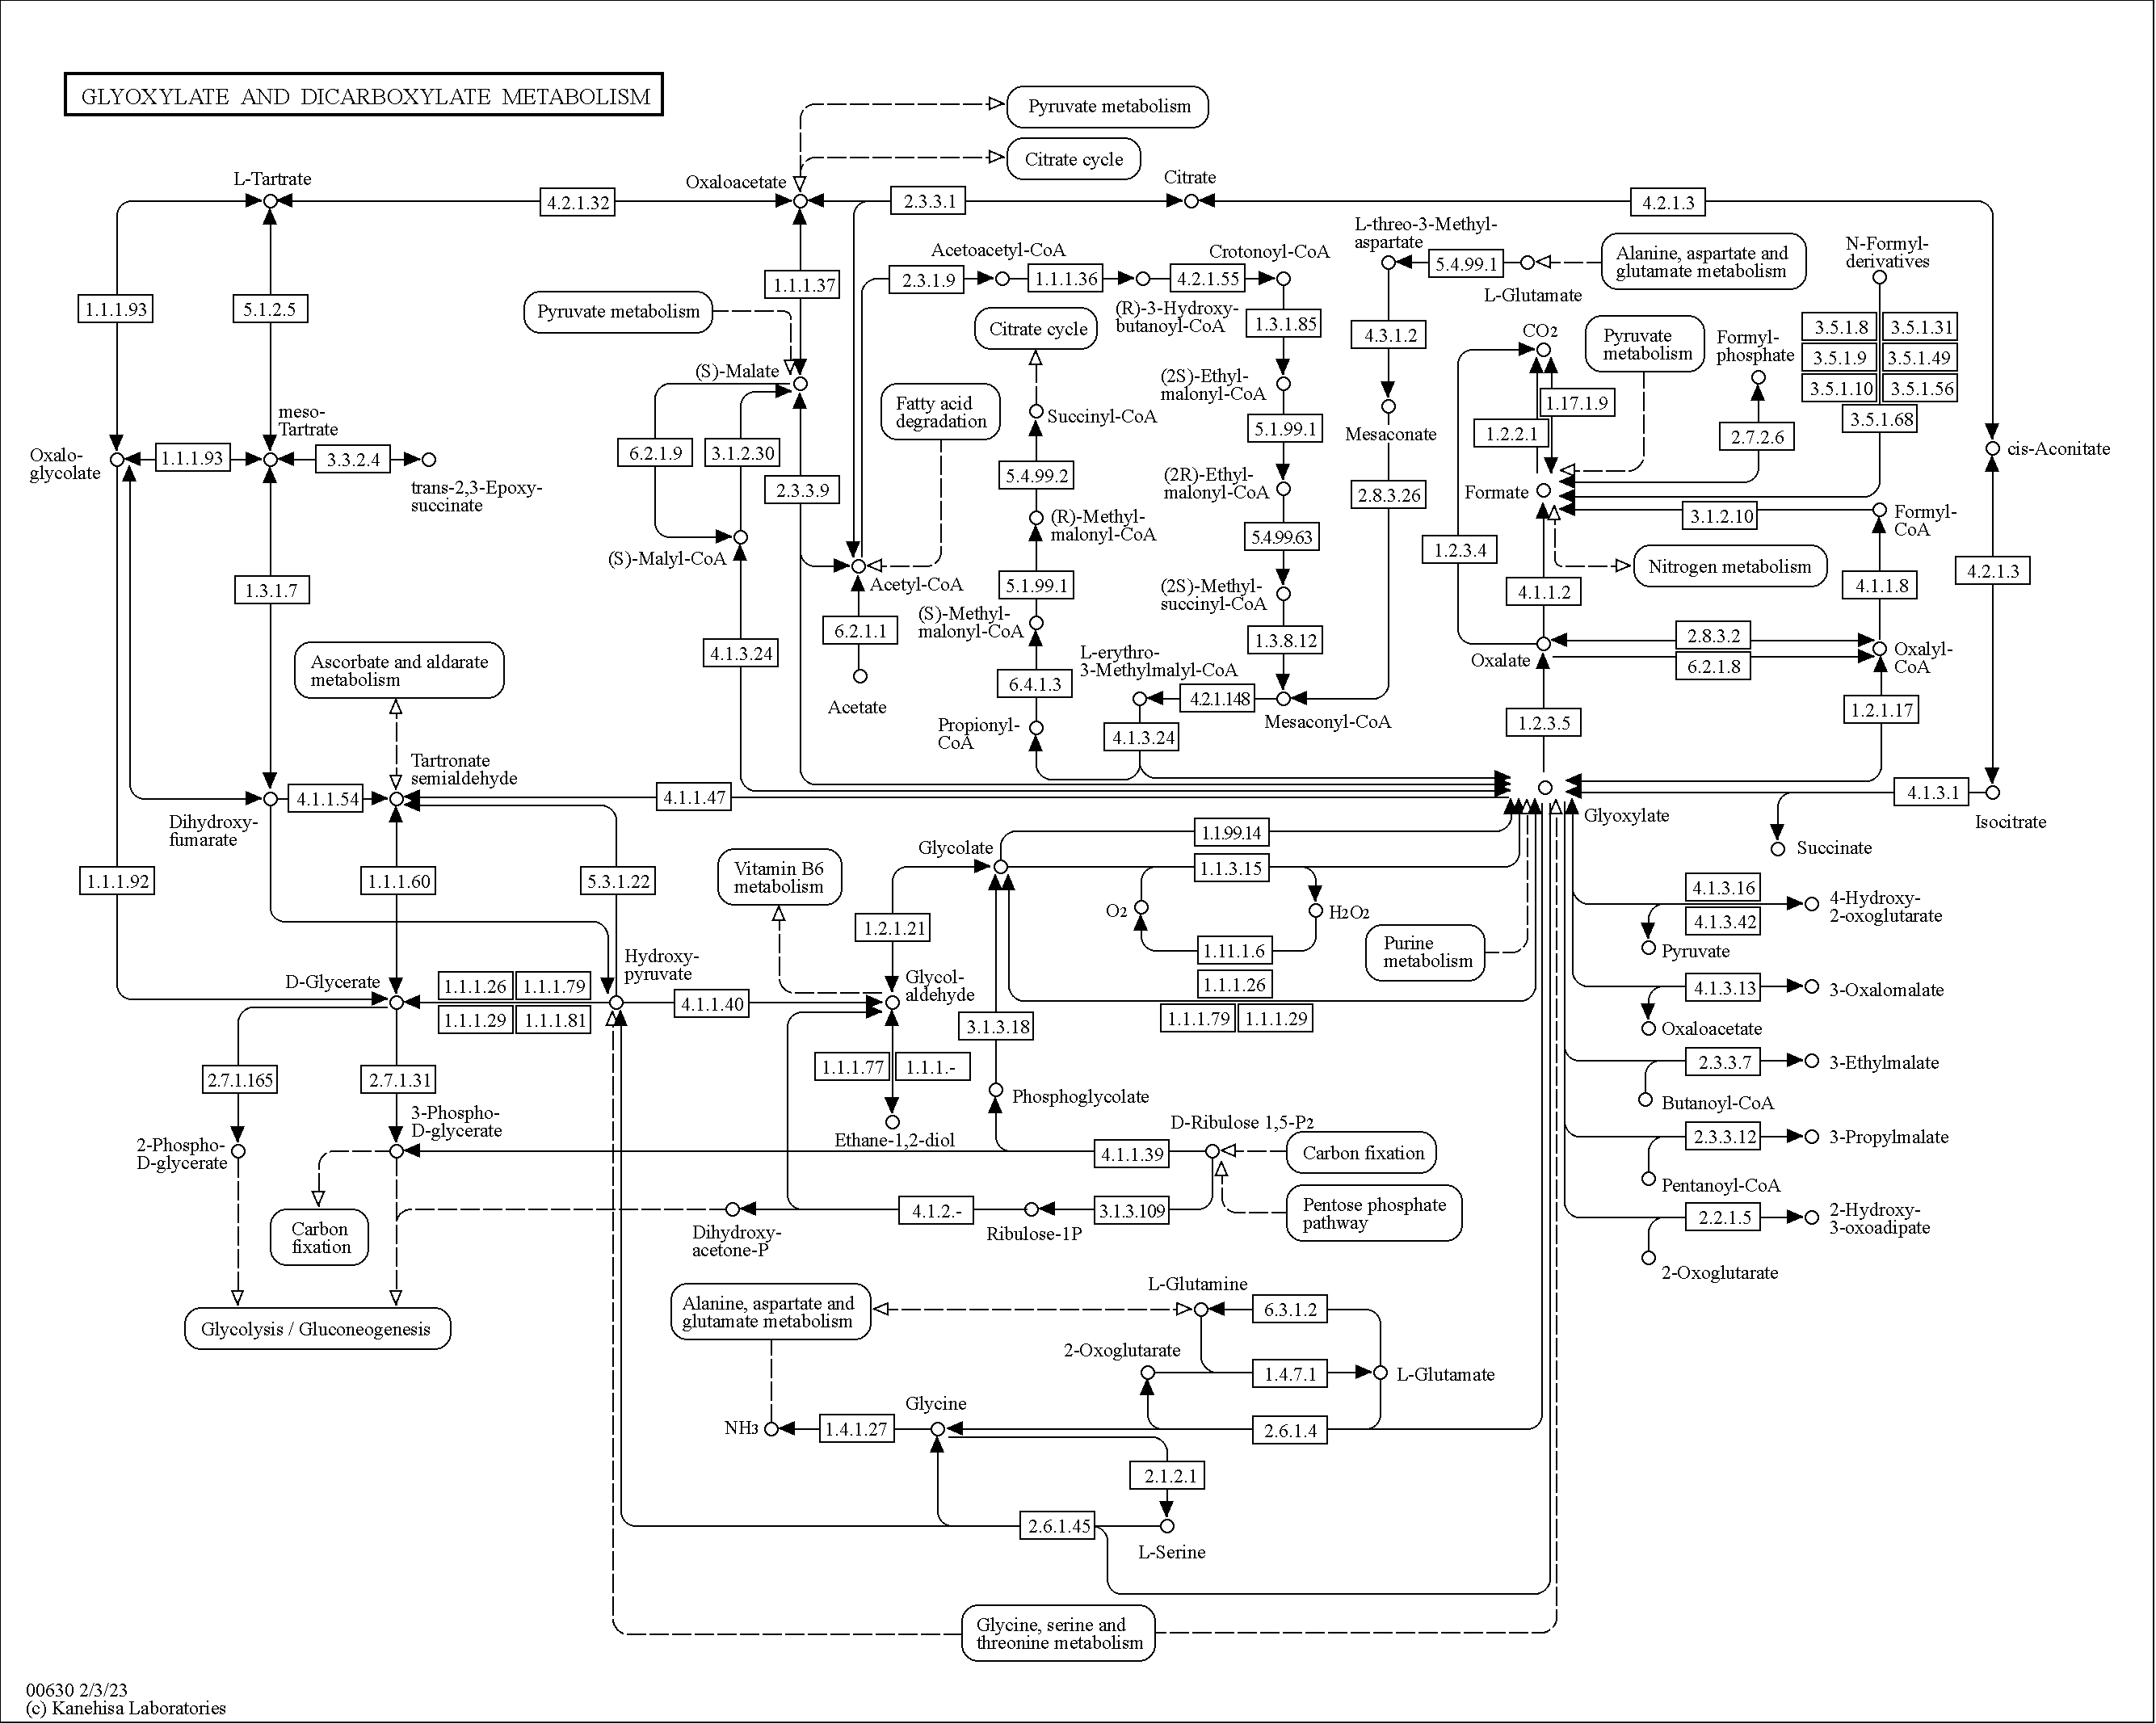 GLYOXYLATE AND DICARBOXYLATE METABOLISM
Pyruvate metabolism
Citrate cycle
L-Tartrate
Oxaloacetate
Citrate
4.2.1.32
2.3.3.1
4.2.1.3
L-threo-3-Methyl-
aspartate
5.4.99.1
L-Glutamate
Alanine, aspartate and
glutamate metabolism
N-Formyl-
derivatives
Acetoacetyl-CoA
Crotonoyl-CoA
2.3.1.9
1.1.1.36
4.2.1.55
(R)-3-Hydroxy-
butanoyl-CoA
1.1.1.93
5.1.2.5
1.1.1.37
Pyruvate metabolism
Citrate cycle
1.3.1.85
4.3.1.2
CO2
Pyruvate
metabolism
Formyl-
phosphate
3.5.1.8
3.5.1.31
3.5.1.9
3.5.1.49
3.5.1.10
3.5.1.56
3.5.1.68
(S)-Malate
Fatty acid
degradation
Succinyl-CoA
(2S)-Ethyl-
malonyl-CoA
Mesaconate
1.17.1.9
1.2.2.1
2.7.2.6
meso-
Tartrate
Oxalo-
glycolate
1.1.1.93
3.3.2.4
trans-2,3-Epoxy-
succinate
6.2.1.9
3.1.2.30
2.3.3.9
5.4.99.2
5.1.99.1
(2R)-Ethyl-
malonyl-CoA
2.8.3.26
Formate
cis-Aconitate
3.1.2.10
Formyl-
CoA
(R)-Methyl-
malonyl-CoA
5.4.99.63
(S)-Malyl-CoA
Acetyl-CoA
1.2.3.4
Nitrogen metabolism
4.2.1.3
1.3.1.7
5.1.99.1
(2S)-Methyl-
succinyl-CoA
4.1.1.2
4.1.1.8
(S)-Methyl-
malonyl-CoA
6.2.1.1
4.1.3.24
1.3.8.12
2.8.3.2
6.2.1.8
Oxalate
Oxalyl-
CoA
Ascorbate and aldarate
metabolism
Acetate
6.4.1.3
L-erythro-
3-Methylmalyl-CoA
4.2.1.148
Mesaconyl-CoA
1.2.3.5
1.2.1.17
Propionyl-
CoA
4.1.3.24
Tartronate
semialdehyde
4.1.1.54
4.1.1.47
Dihydroxy-
fumarate
Glyoxylate
4.1.3.1
Isocitrate
Succinate
Glycolate
1.1.99.14
1.1.3.15
1.1.1.92
1.1.1.60
5.3.1.22
Vitamin B6
metabolism
O2
H2O2
1.2.1.21
1.11.1.6
Purine
metabolism
4.1.3.16
4.1.3.42
4-Hydroxy-
2-oxoglutarate
Pyruvate
D-Glycerate
1.1.1.26
1.1.1.79
1.1.1.29
1.1.1.81
Hydroxy-
pyruvate
4.1.1.40
Glycol-
aldehyde
1.1.1.26
1.1.1.79
1.1.1.29
4.1.3.13
3-Oxalomalate
Oxaloacetate
3.1.3.18
2.7.1.165
2.7.1.31
1.1.1.77
1.1.1.-
2.3.3.7
3-Ethylmalate
Butanoyl-CoA
Phosphoglycolate
3-Phospho-
D-glycerate
2-Phospho-
D-glycerate
Ethane-1,2-diol
D-Ribulose 1,5-P2
4.1.1.39
Carbon fixation
2.3.3.12
3-Propylmalate
Pentanoyl-CoA
Carbon
fixation
4.1.2.-
3.1.3.109
Pentose phosphate
pathway
Dihydroxy-
acetone-P
Ribulose-1P
2.2.1.5
2-Hydroxy-
3-oxoadipate
2-Oxoglutarate
Glycolysis / Gluconeogenesis
Alanine, aspartate and
glutamate metabolism
L-Glutamine
6.3.1.2
2-Oxoglutarate
1.4.7.1
L-Glutamate
Glycine
NH3
1.4.1.27
2.6.1.4
2.1.2.1
2.6.1.45
L-Serine
Glycine, serine and
threonine metabolism
00630 2/3/23
(c) Kanehisa Laboratories